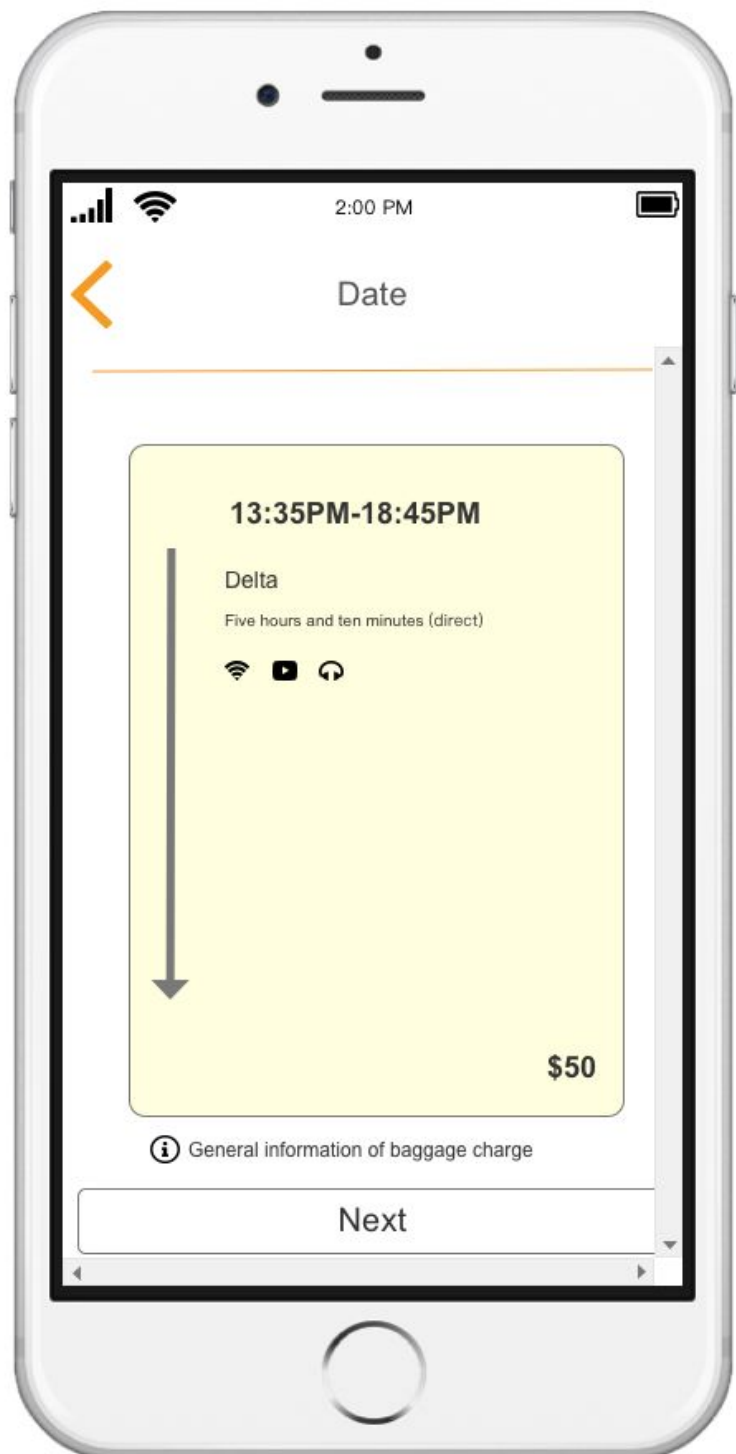 2:00 PM
Date
13:35PM-18:45PM
Delta
Five hours and ten minutes (direct)
$50
General information of baggage charge
Next